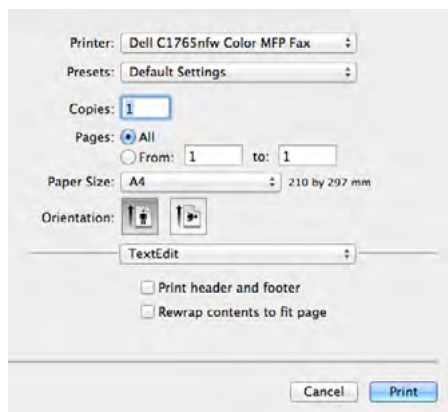 Printer: Dell C1765nfw Color MFP Fax
Presets: Default Settings
Copies: 1
Pages: All
From: 1 to: 1
Paper Size: A4 210 by 297 mm
Orientation:
TextEdit
Print header and footer
Rewrap contents to fit page
Cancel Print